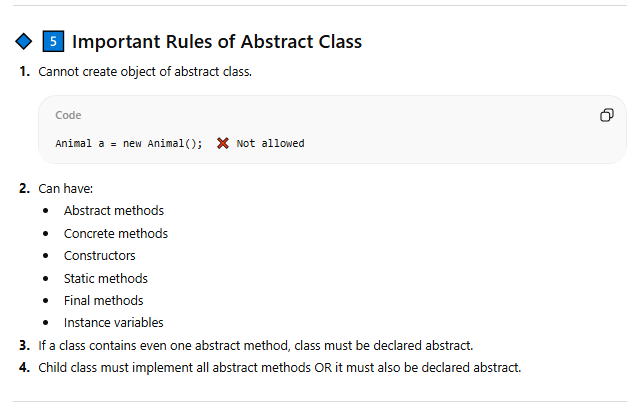 5 Important Rules of Abstract Class
1. Cannot create object of abstract class.
Code
Animal a = new Animal(); ❌ Not allowed
2. Can have:
• Abstract methods
• Concrete methods
• Constructors
• Static methods
• Final methods
• Instance variables
3. If a class contains even one abstract method, class must be declared abstract.
4. Child class must implement all abstract methods OR it must also be declared abstract.